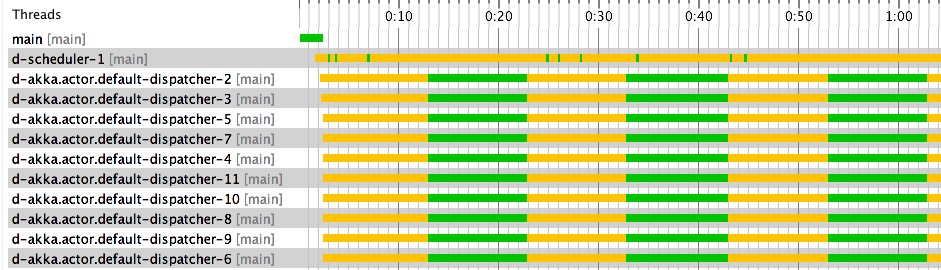 Threads 0:10 0:20 0:30 0:40 0:50 1:00
main [main]
d-scheduler-1 [main]
d-akka.actor.default-dispatcher-2 [main]
d-akka.actor.default-dispatcher-3 [main]
d-akka.actor.default-dispatcher-5 [main]
d-akka.actor.default-dispatcher-7 [main]
d-akka.actor.default-dispatcher-4 [main]
d-akka.actor.default-dispatcher-11 [main]
d-akka.actor.default-dispatcher-10 [main]
d-akka.actor.default-dispatcher-8 [main]
d-akka.actor.default-dispatcher-9 [main]
d-akka.actor.default-dispatcher-6 [main]